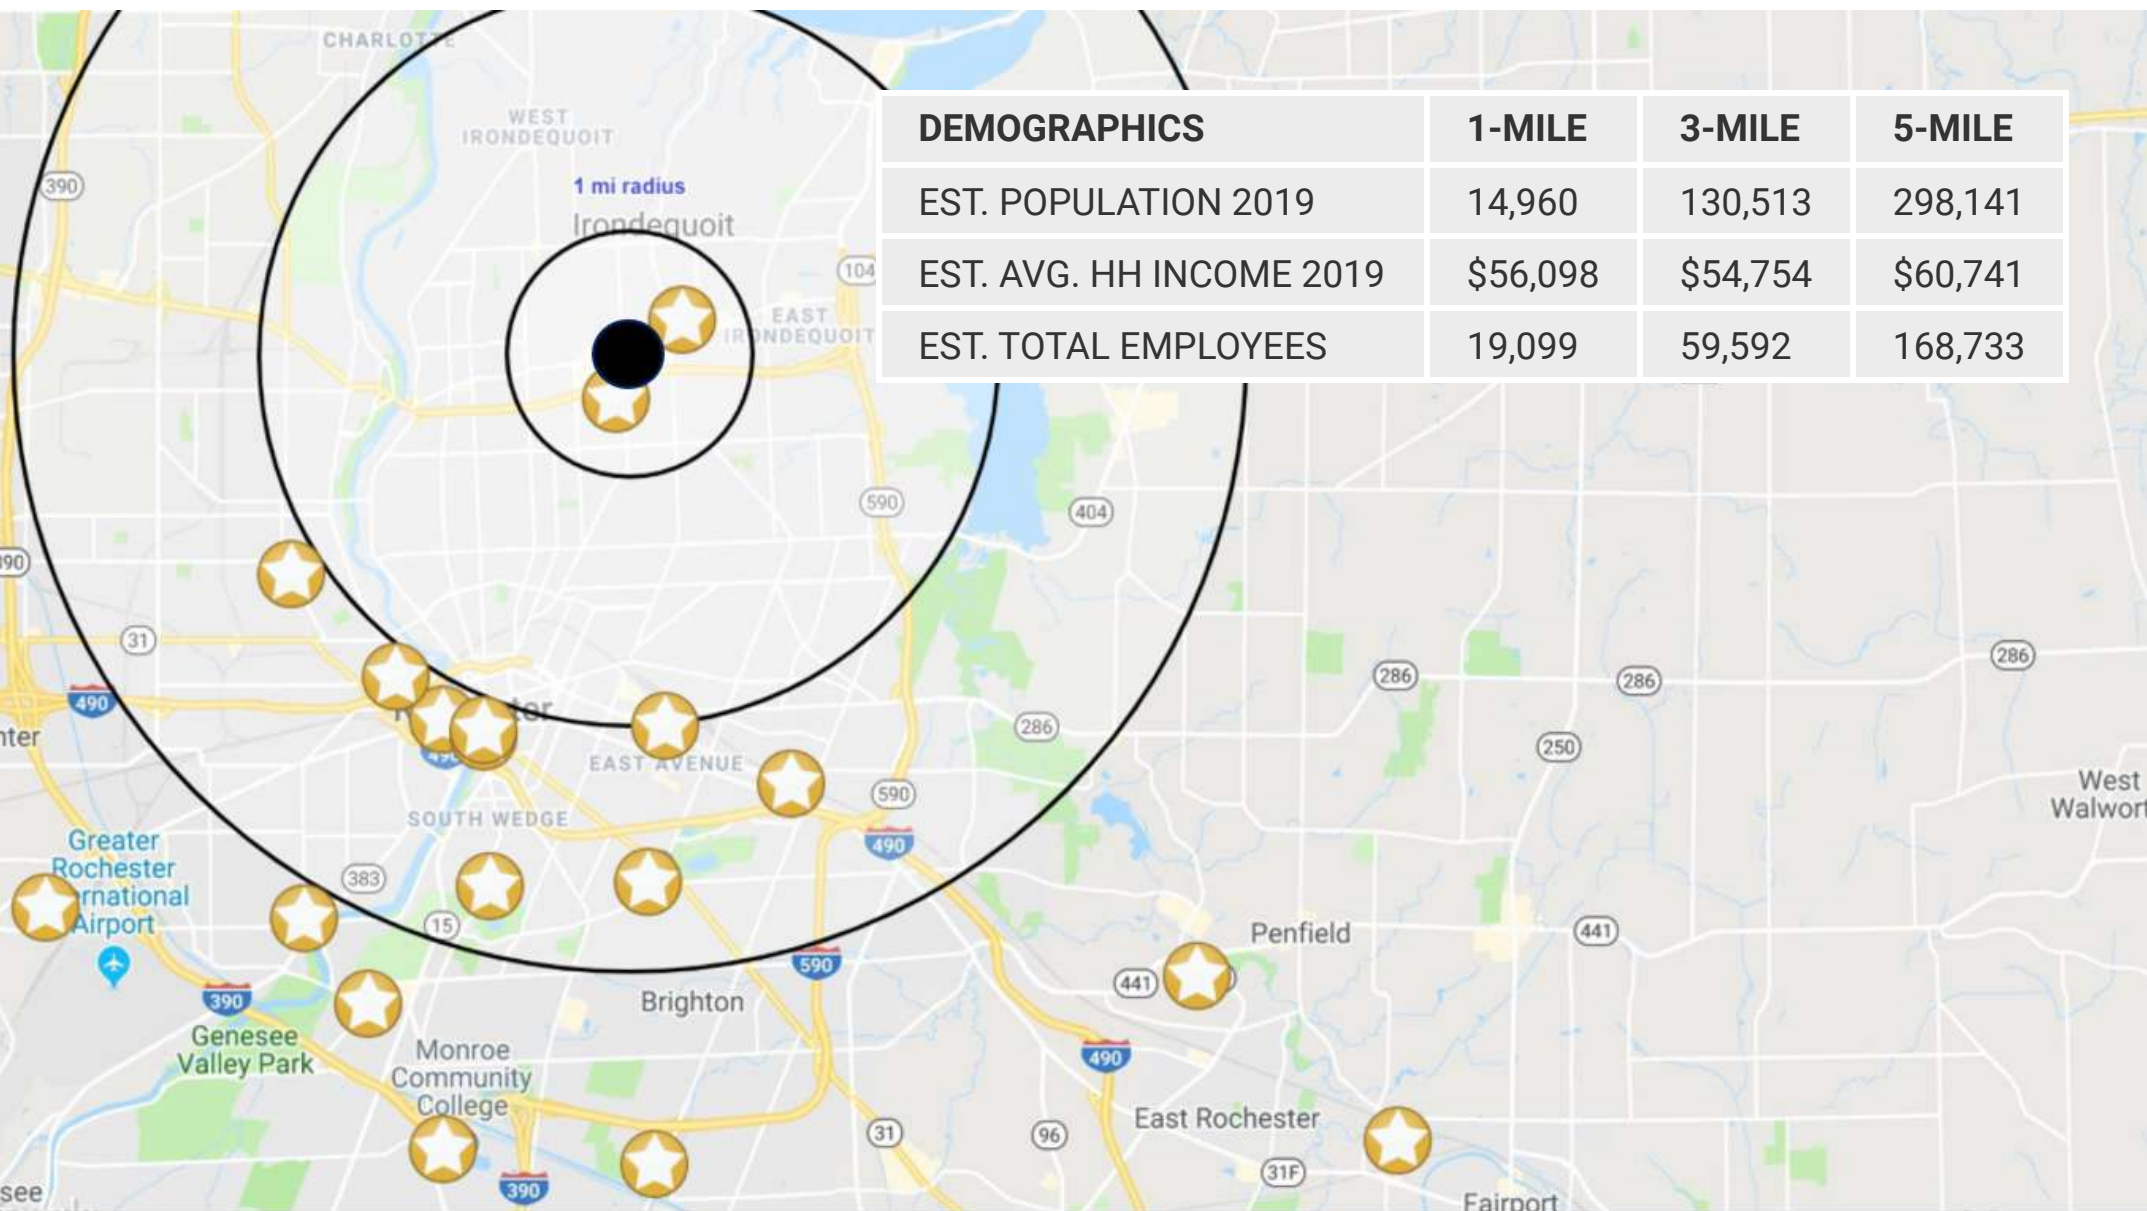 CHARLOTTE
WEST
IRONDEQUOIT
1 mi radius
Irondequoit
390
104
EAST
IRONDEQUOIT
DEMOGRAPHICS 1-MILE 3-MILE 5-MILE
EST. POPULATION 2019 14,960 130,513 298,141
EST. AVG. HH INCOME 2019 $56,098 $54,754 $60,741
EST. TOTAL EMPLOYEES 19,099 59,592 168,733
590
404
31
490
286
286
286
286
250
EAST AVENUE
590
West
SOUTH WEDGE
490
Greater
Rochester
Airport
383
15
590
Penfield
441
441
390
Brighton
Genesee
Valley Park
Monroe
Community
College
490
East Rochester
31
96
31F
390
Fairport